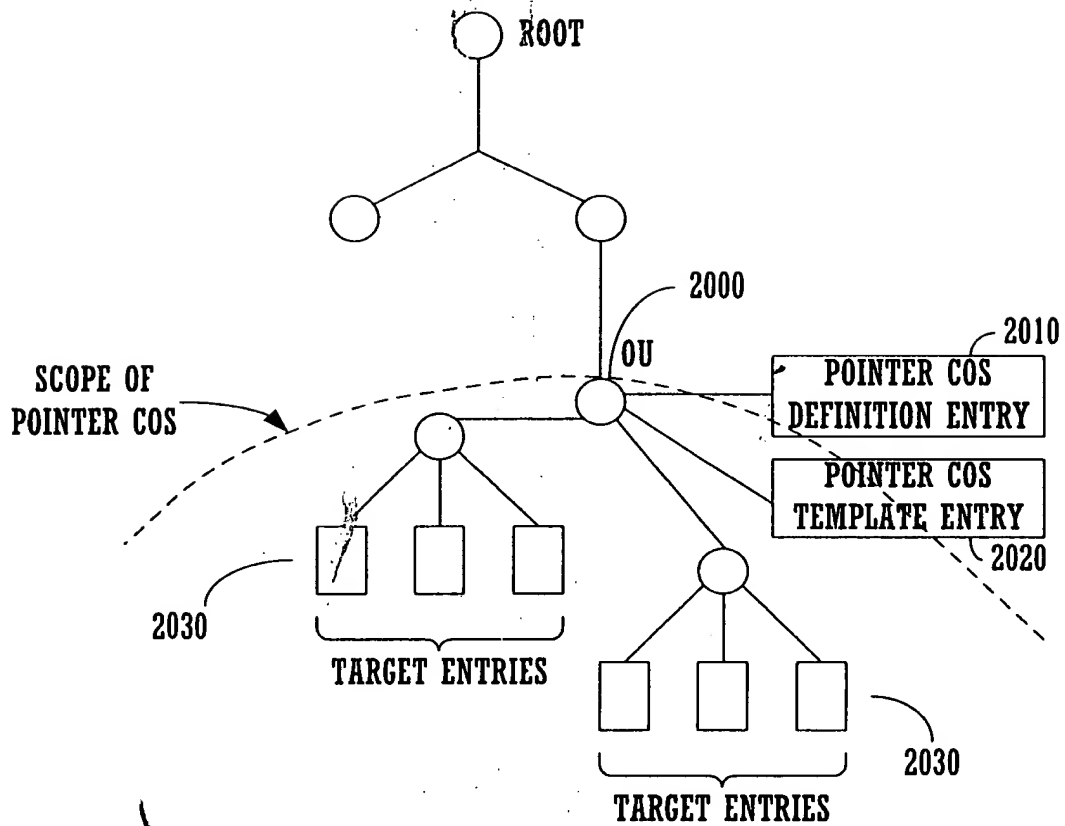 ROOT
2000
2010
OU
SCOPE OF
POINTER COS
POINTER COS
DEFINITION ENTRY
POINTER COS
TEMPLATE ENTRY
2020
2030
TARGET ENTRIES
2030
TARGET ENTRIES